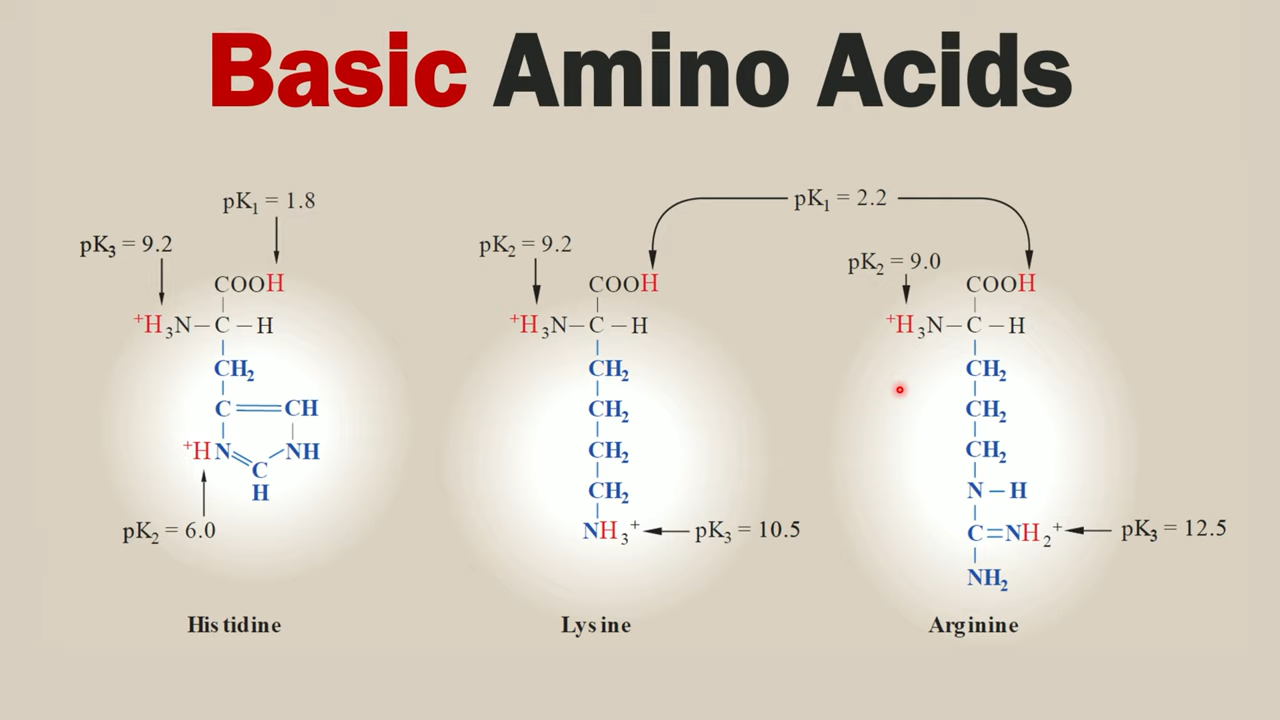 Basic Amino Acids
pK₁ = 1.8
pK₃ = 9.2
COOH
⁺H₃N–C–H
CH₂
C=CH
⁺HN
NH
C
H
pK₂ = 6.0
Histidine
pK₁ = 2.2
pK₂ = 9.2
COOH
⁺H₃N–C–H
CH₂
CH₂
CH₂
CH₂
NH₃⁺
pK₃ = 10.5
Lysine
pK₂ = 9.0
COOH
⁺H₃N–C–H
CH₂
CH₂
CH₂
N–H
C=NH₂⁺
pK₃ = 12.5
NH₂
Arginine